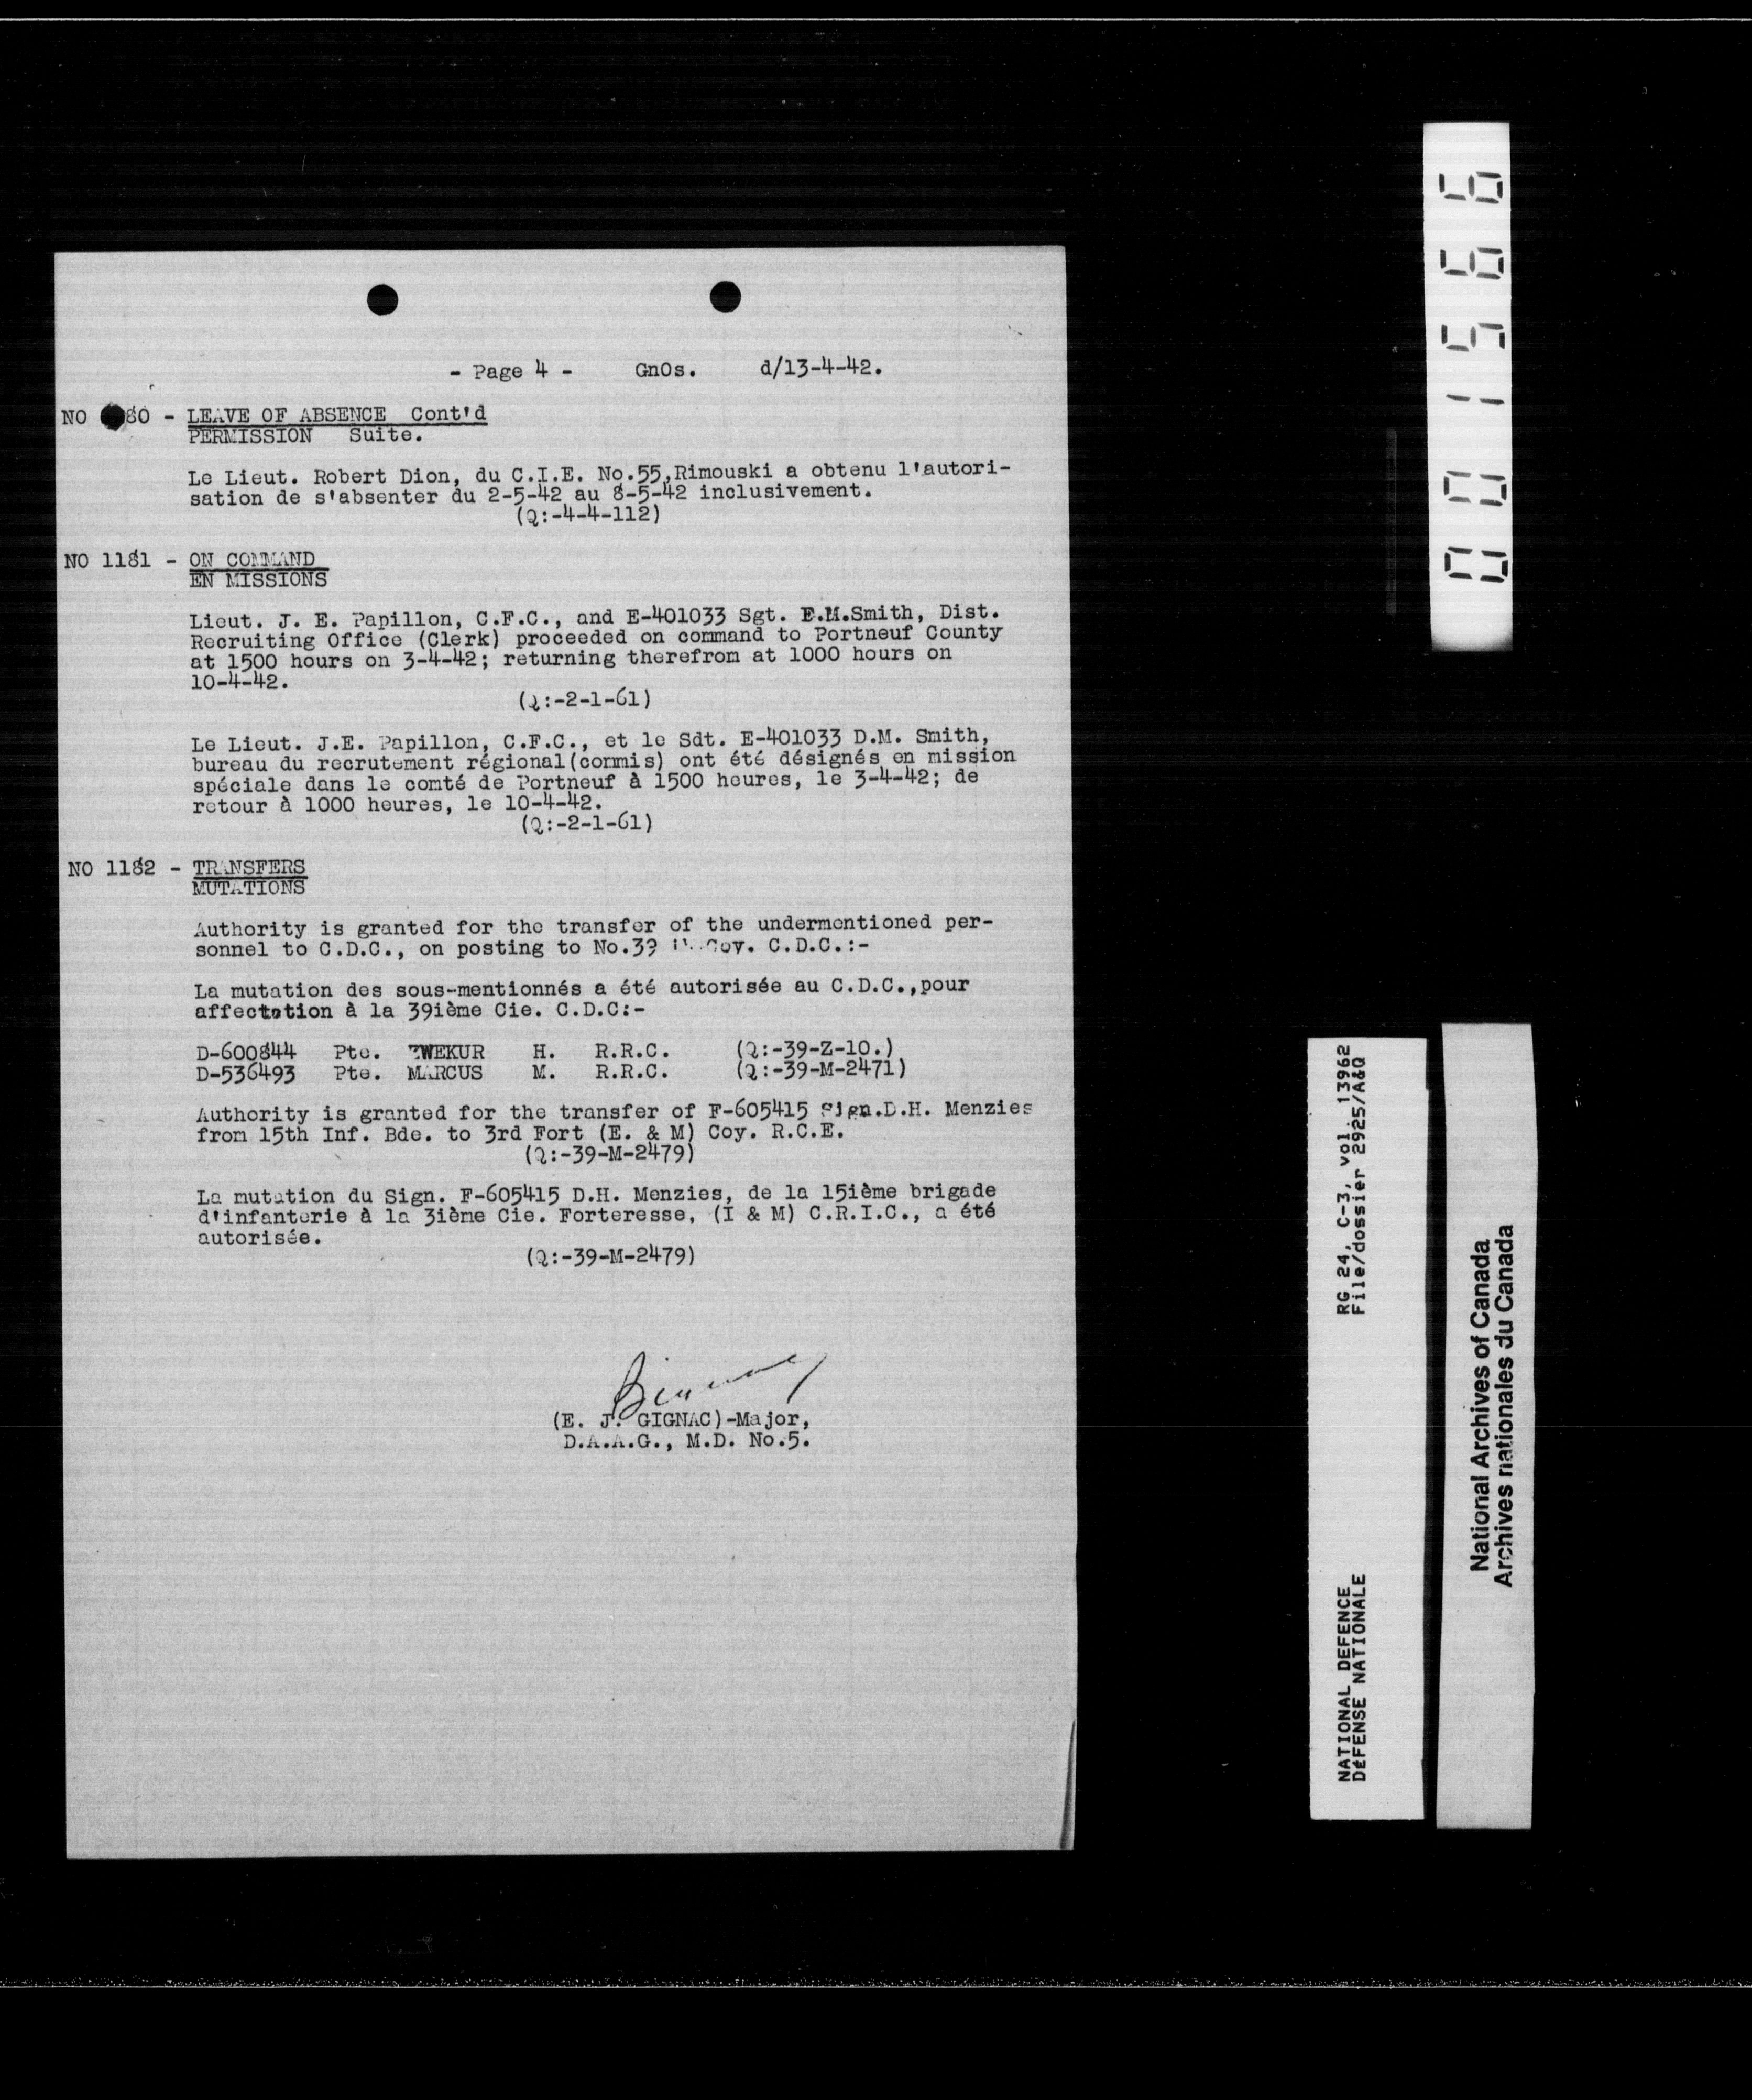 - Page 4 -    GnOs.    d/13-4-42.
NO 80 - LEAVE OF ABSENCE Cont'd
PERMISSION Suite.
Le Lieut. Robert Dion, du C.I.E. No.55,Rimouski a obtenu l'autori-
sation de s'absenter du 2-5-42 au 8-5-42 inclusivement.
(Q:-4-4-112)
NO 1181 - ON COMMAND
EN MISSIONS
Lieut. J. E. Papillon, C.F.C., and E-401033 Sgt. E.M.Smith, Dist.
Recruiting Office (Clerk) proceeded on command to Portneuf County
at 1500 hours on 3-4-42; returning therefrom at 1000 hours on
10-4-42.
(Q:-2-1-61)
Le Lieut. J.E. Papillon, C.F.C., et le Sdt. E-401033 D.M. Smith,
bureau du recrutement régional(commis) ont été désignés en mission
spéciale dans le comté de Portneuf à 1500 heures, le 3-4-42; de
retour à 1000 heures, le 10-4-42.
(Q:-2-1-61)
NO 1182 - TRANSFERS
MUTATIONS
Authority is granted for the transfer of the undermentioned per-
sonnel to C.D.C., on posting to No.39 Coy. C.D.C.:-
La mutation des sous-mentionnés a été autorisée au C.D.C.,pour
affectation à la 39ième Cie. C.D.C:-
D-600844 Pte. ZWEKUR H. R.R.C. (Q:-39-Z-10.)
D-536493 Pte. MARCUS M. R.R.C. (Q:-39-M-2471)
Authority is granted for the transfer of F-605415 Sign.D.H. Menzies
from 15th Inf. Bde. to 3rd Fort (E. & M) Coy. R.C.E.
(Q:-39-M-2479)
La mutation du Sign. F-605415 D.H. Menzies, de la 15ième brigade
d'infanterie à la 3ième Cie. Forteresse, (I & M) C.R.I.C., a été
autorisée.
(Q:-39-M-2479)
(E. J. GIGNAC)-Major,
D.A.A.G., M.D. No.5.
001566
NATIONAL DEFENCE RG 24, C-3, vol. 13962
DéFENSE NATIONALE File/dossier 2925/A&Q
National Archives of Canada
Archives nationales du Canada